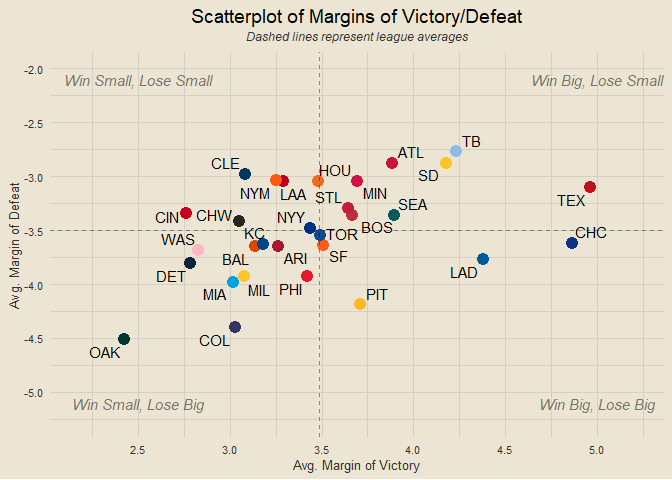 Scatterplot of Margins of Victory/Defeat
Dashed lines represent league averages
-2.0
Win Small, Lose Small
Win Big, Lose Small
-2.5
TB
ATL
CLE
HOU
SD
-3.0
NYM
LAA
STL
MIN
TEX
SEA
CIN
CHW
NYY
BOS
Avg. Margin of Defeat
-3.5
KC
TOR
CHC
WAS
BAL
ARI
SF
DET
LAD
-4.0
MIA
MIL
PHI
PIT
COL
-4.5
OAK
-5.0
Win Small, Lose Big
Win Big, Lose Big
2.5
3.0
3.5
4.0
4.5
5.0
Avg. Margin of Victory